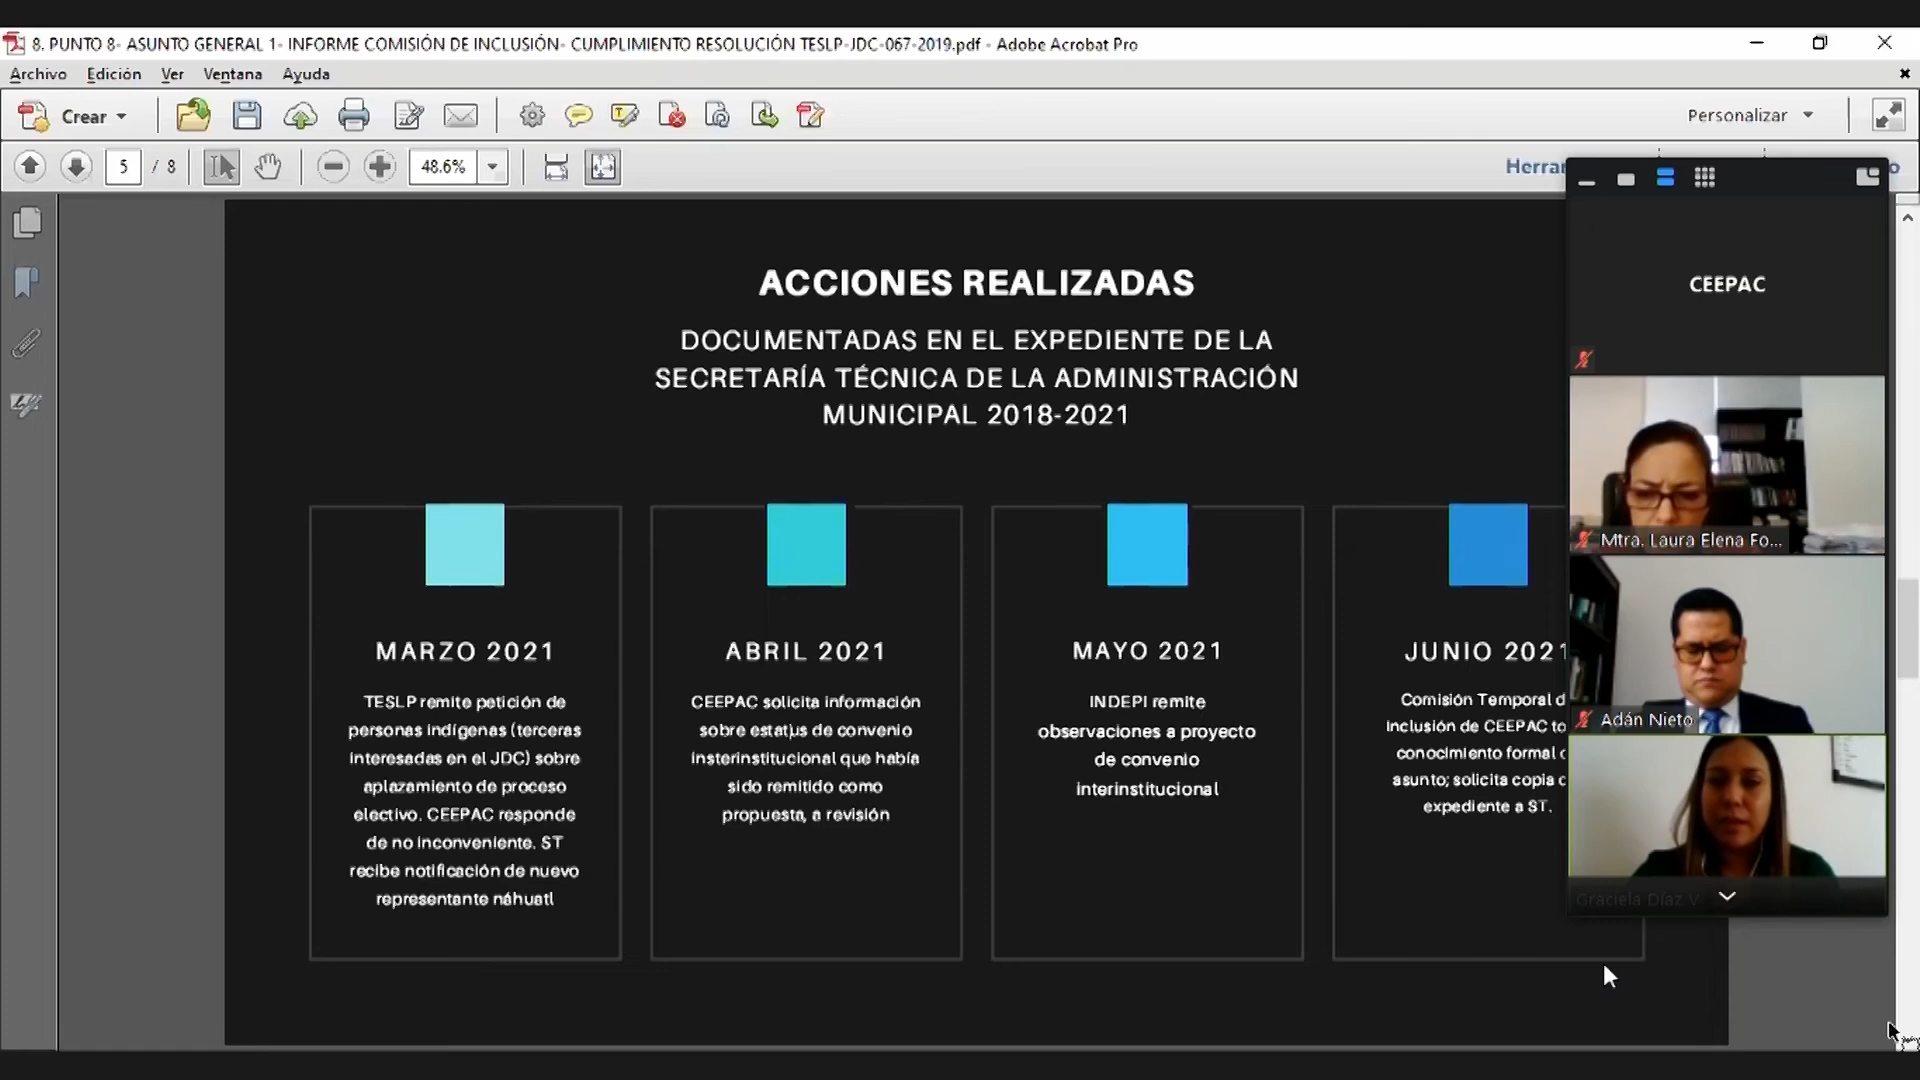 8. PUNTO 8- ASUNTO GENERAL 1- INFORME COMISIÓN DE INCLUSIÓN- CUMPLIMIENTO RESOLUCIÓN TESLP-JDC-067-2019.pdf - Adobe Acrobat Pro
Archivo Edición Ver Ventana Ayuda
Crear
Personalizar
5 / 8
48.6%
ACCIONES REALIZADAS
DOCUMENTADAS EN EL EXPEDIENTE DE LA
SECRETARÍA TÉCNICA DE LA ADMINISTRACIÓN
MUNICIPAL 2018-2021
MARZO 2021
TESLP remite petición de
personas indígenas (terceras
interesadas en el JDC) sobre
aplazamiento de proceso
electivo. CEEPAC responde
de no inconveniente. ST
recibe notificación de nuevo
representante náhuatl
ABRIL 2021
CEEPAC solicita información
sobre estatus de convenio
insterinstitucional que había
sido remitido como
propuesta, a revisión
MAYO 2021
INDEPI remite
observaciones a proyecto
de convenio
interinstitucional
JUNIO 2021
Comisión Temporal d
Inclusión de CEEPAC to
conocimiento formal
asunto; solicita copia
expediente a ST.
CEEPAC
Mtra. Laura Elena Fo...
Adán Nieto
Graciela Díaz V